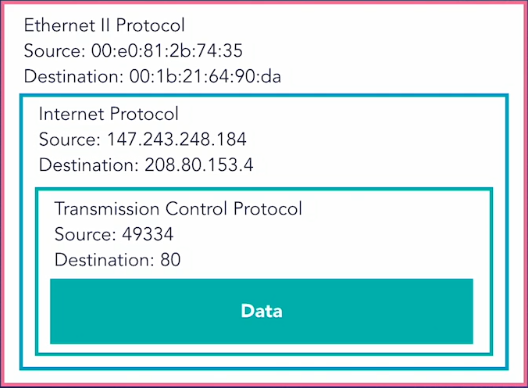 Ethernet II Protocol
Source: 00:e0:81:2b:74:35
Destination: 00:1b:21:64:90:da
Internet Protocol
Source: 147.243.248.184
Destination: 208.80.153.4
Transmission Control Protocol
Source: 49334
Destination: 80
Data